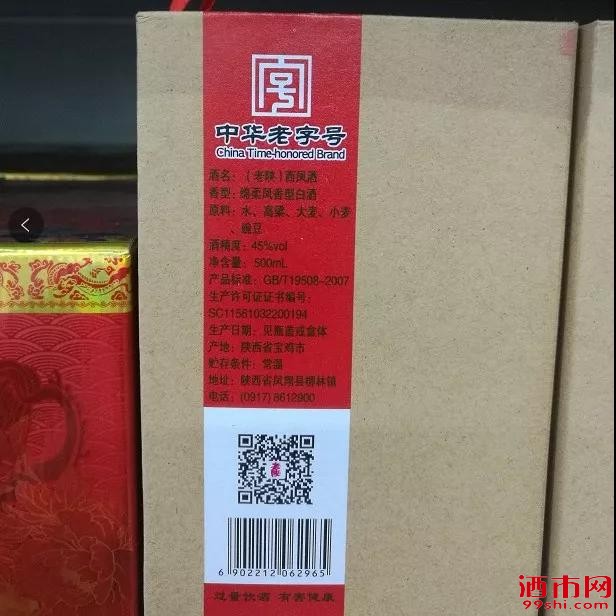 中华老字号
China Time-honored Brand
酒名：（老陕）西凤酒
香型：绵柔凤香型白酒
原料：水、高粱、大麦、小麦
、豌豆
酒精度：45%vol
净含量：500mL
产品标准：GB/T19508-2007
生产许可证证书编号：
SC11561032200194
生产日期：见瓶盖或盒体
产地：陕西省宝鸡市
贮存条件：常温
地址：陕西省凤翔县柳林镇
电话：(0917) 8612900
老陕
6 902212 062965
过量饮酒 有害健康
酒市网
99shi.com